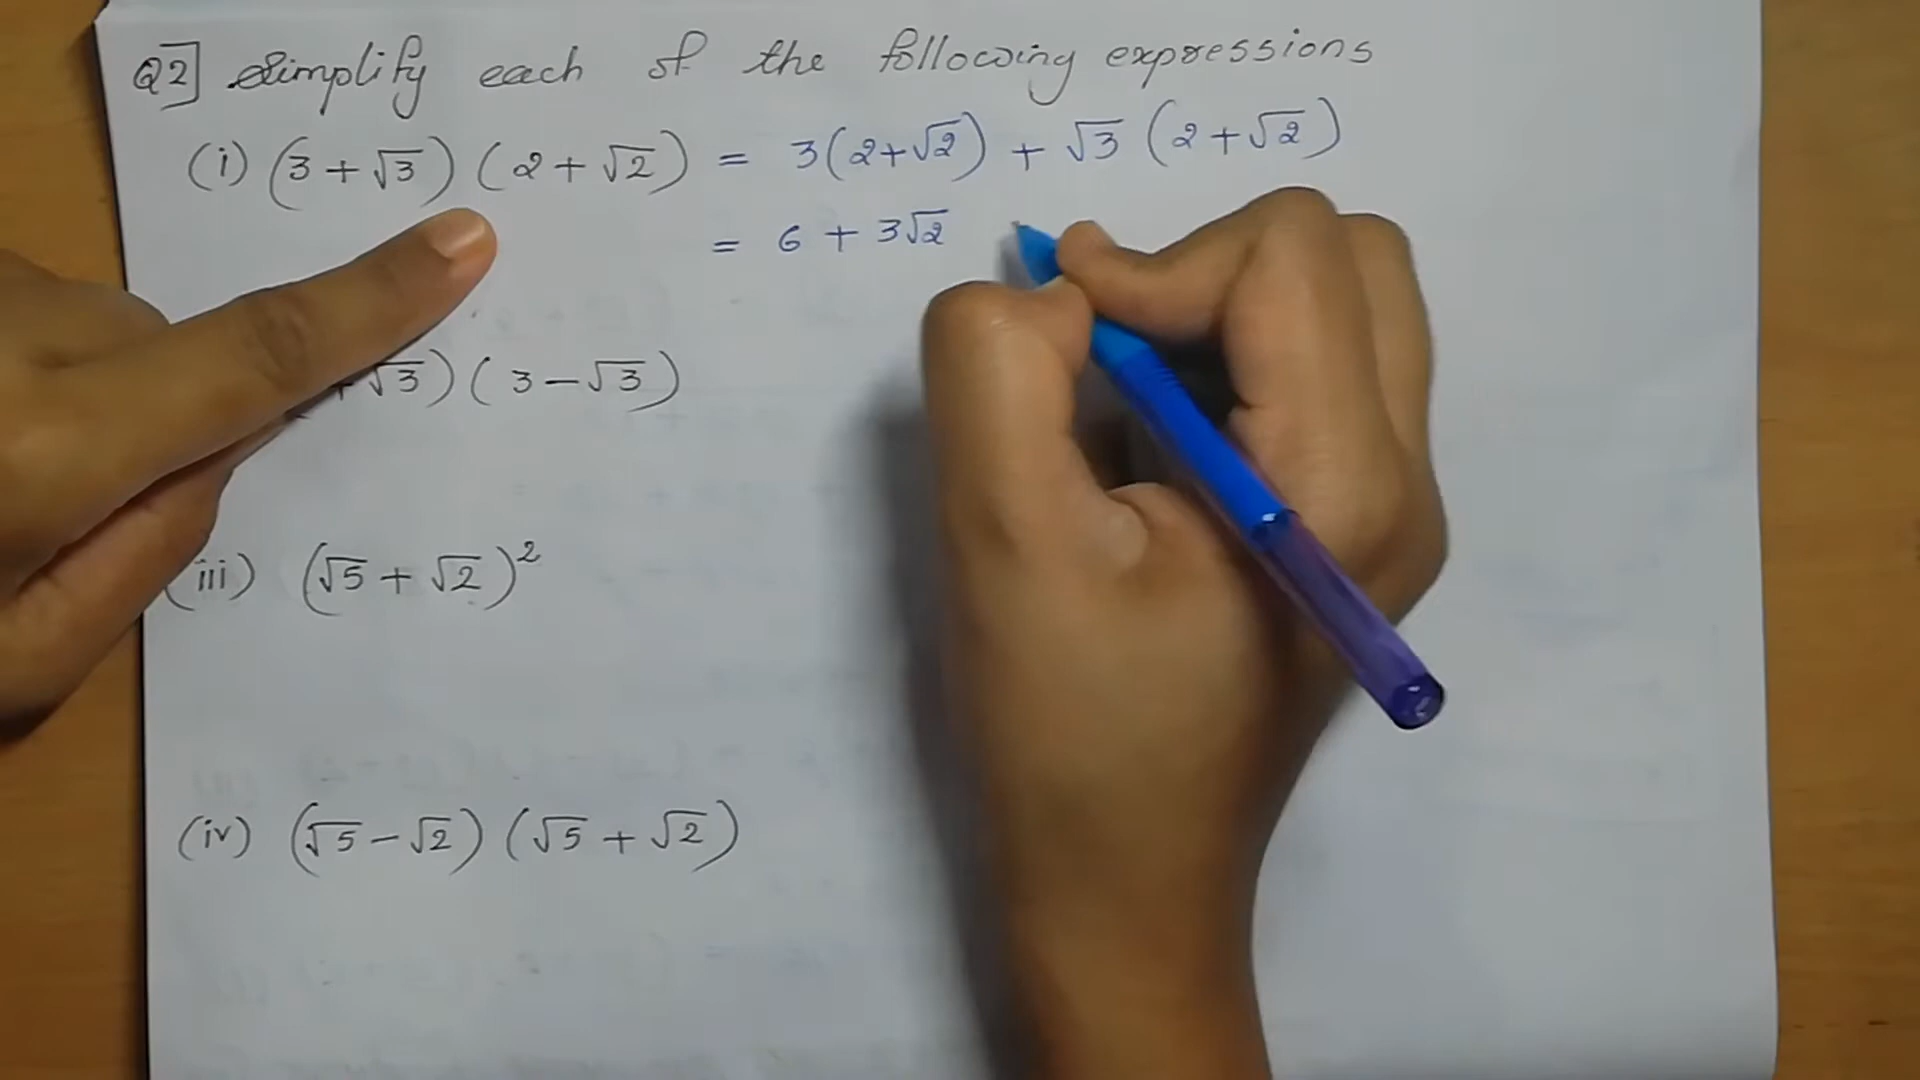 Q2] Simplify each of the following expressions
(i) (3 + √3) (2 + √2) = 3(2+√2) + √3 (2+√2)
= 6 + 3√2
+ √3) (3 − √3)
(iii) (√5 + √2)²
(iv) (√5 − √2) (√5 + √2)